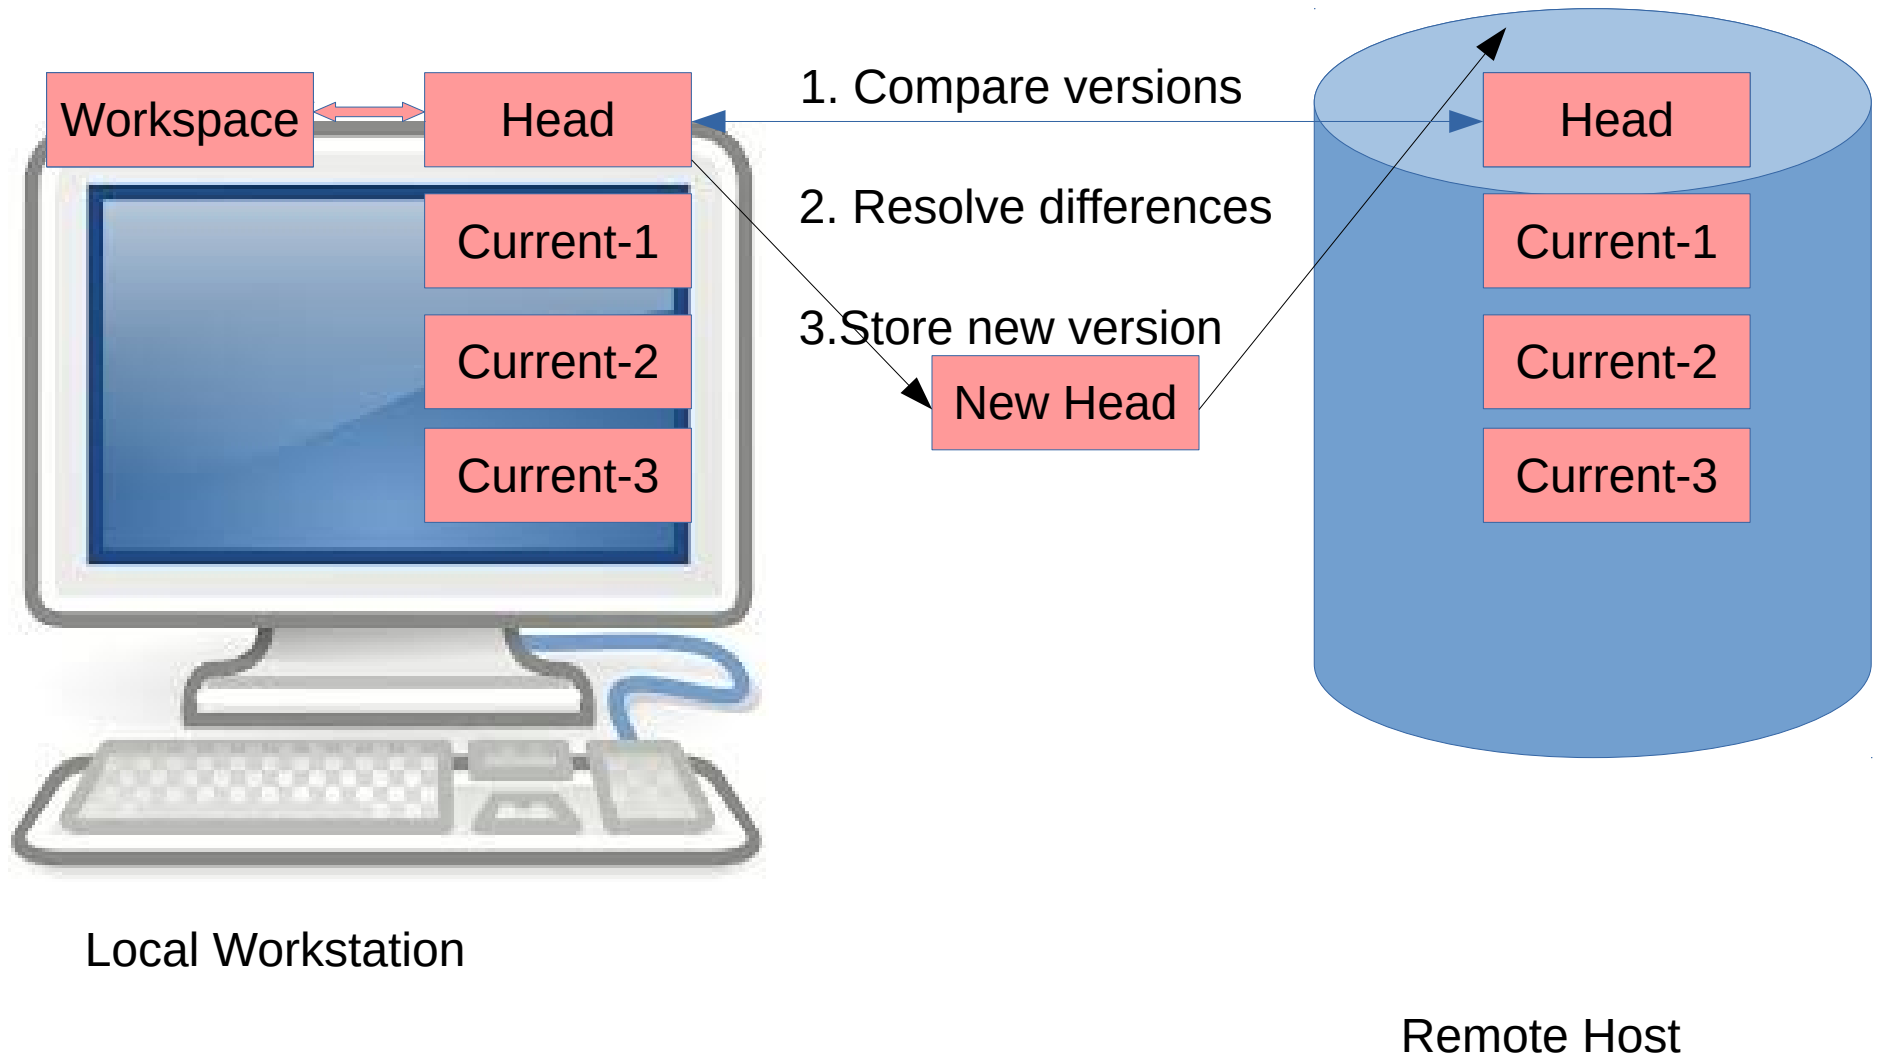 Workspace
Head
1. Compare versions
Head
Current-1
2. Resolve differences
Current-1
3.Store new version
Current-2
New Head
Current-2
Current-3
Current-3
Local Workstation
Remote Host